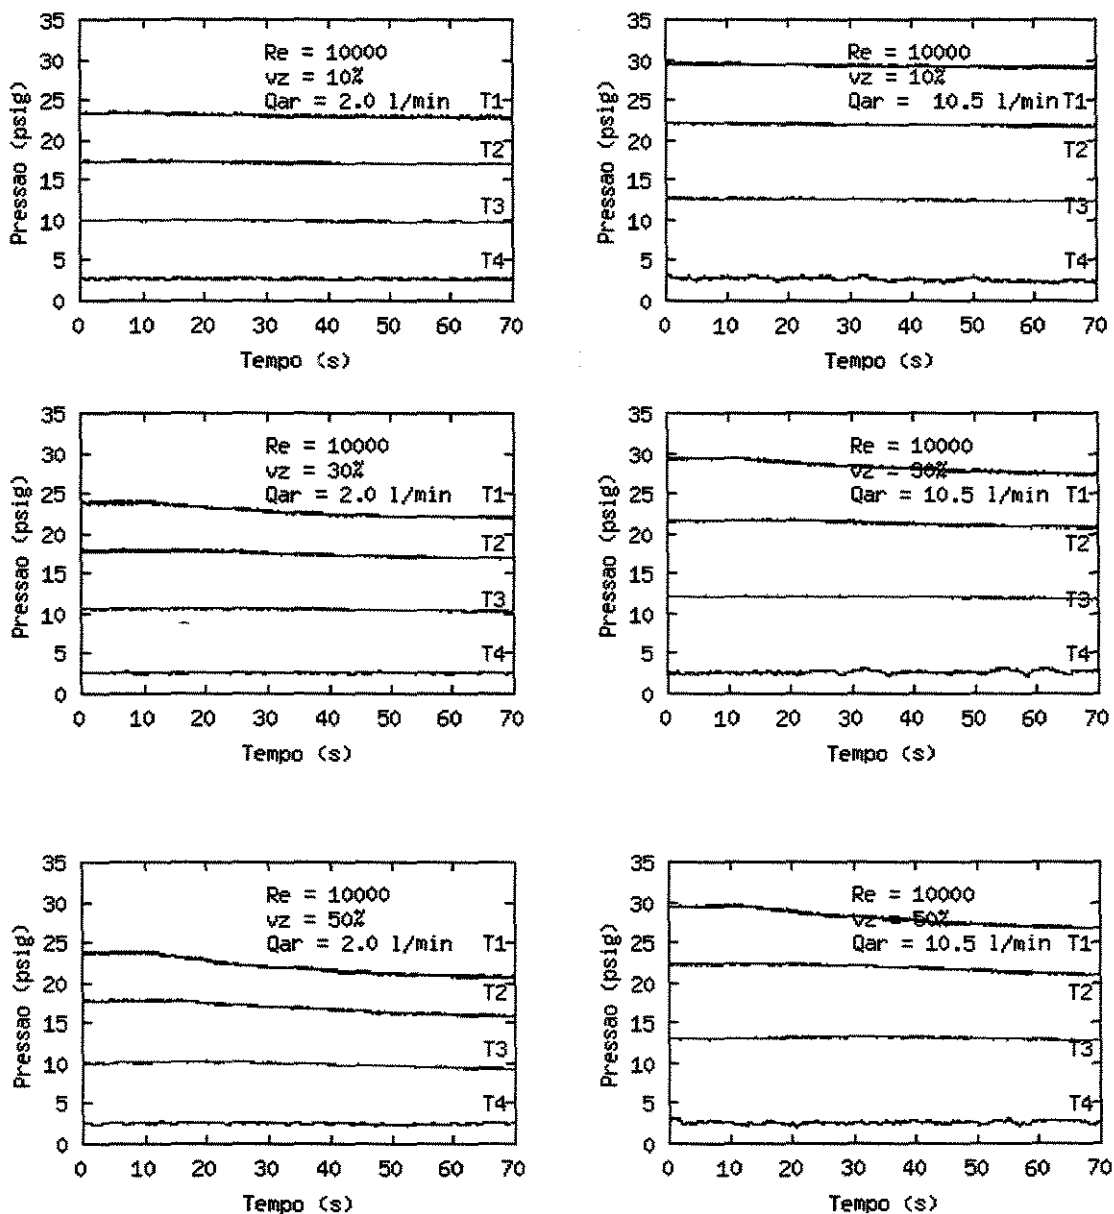 35
30
25
20
15
10
5
0
Pressao (psig)
Re = 10000
vz = 10%
Qar = 2.0 l/min T1
T2
T3
T4
0 10 20 30 40 50 60 70
Tempo (s)
35
30
25
20
15
10
5
0
Pressao (psig)
Re = 10000
vz = 10%
Qar = 10.5 l/min T1
T2
T3
T4
0 10 20 30 40 50 60 70
Tempo (s)
35
30
25
20
15
10
5
0
Pressao (psig)
Re = 10000
vz = 30%
Qar = 2.0 l/min T1
T2
T3
T4
0 10 20 30 40 50 60 70
Tempo (s)
35
30
25
20
15
10
5
0
Pressao (psig)
Re = 10000
vz = 30%
Qar = 10.5 l/min T1
T2
T3
T4
0 10 20 30 40 50 60 70
Tempo (s)
35
30
25
20
15
10
5
0
Pressao (psig)
Re = 10000
vz = 50%
Qar = 2.0 l/min T1
T2
T3
T4
0 10 20 30 40 50 60 70
Tempo (s)
35
30
25
20
15
10
5
0
Pressao (psig)
Re = 10000
vz = 50%
Qar = 10.5 l/min T1
T2
T3
T4
0 10 20 30 40 50 60 70
Tempo (s)